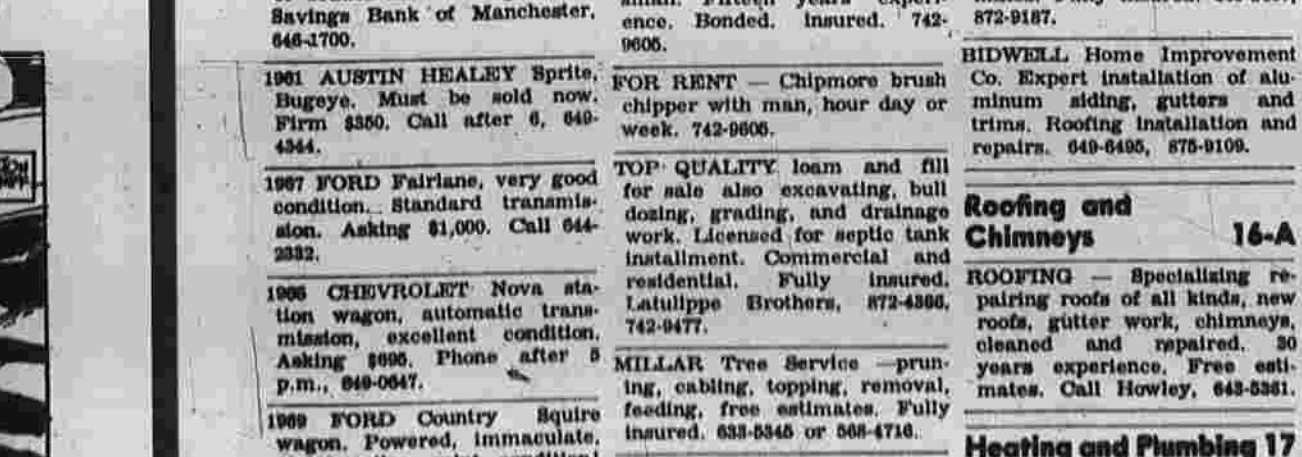 Savings Bank of Manchester,
646-1700.
1961 AUSTIN HEALEY Sprite,
Bugeye. Must be sold now.
Firm $350. Call after 6, 649-
4344.
1967 FORD Fairlane, very good
condition. Standard transmis-
sion. Asking $1,000. Call 644-
2332.
1966 CHEVROLET Nova sta-
tion wagon, automatic trans-
mission, excellent condition.
Asking $695. Phone after 5
p.m., 649-0647.
1969 FORD Country Squire
wagon. Powered, immaculate,
ence. Bonded. Insured. 742-
9605.
FOR RENT — Chipmore brush
chipper with man, hour day or
week. 742-9606.
TOP QUALITY loam and fill
for sale also excavating, bull
dozing, grading, and drainage
work. Licensed for septic tank
installment. Commercial and
residential. Fully insured.
Latulippe Brothers, 872-4366,
742-9477.
MILLAR Tree Service —prun-
ing, cabling, topping, removal,
feeding, free estimates. Fully
insured. 633-5345 or 568-4716.
872-9187.
BIDWELL Home Improvement
Co. Expert installation of alu-
minum siding, gutters and
trims. Roofing installation and
repairs. 649-6495, 875-9109.
Roofing and
Chimneys 16-A
ROOFING — Specializing re-
pairing roofs of all kinds, new
roofs, gutter work, chimneys,
cleaned and repaired. 30
years experience. Free esti-
mates. Call Howley, 643-5361.
Heating and Plumbing 17